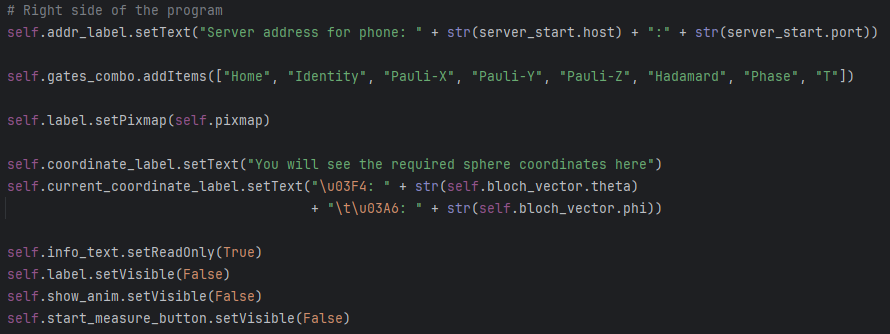 # Right side of the program
self.addr_label.setText("Server address for phone: " + str(server_start.host) + ":" + str(server_start.port))
self.gates_combo.addItems(["Home", "Identity", "Pauli-X", "Pauli-Y", "Pauli-Z", "Hadamard", "Phase", "T"])
self.label.setPixmap(self.pixmap)
self.coordinate_label.setText("You will see the required sphere coordinates here")
self.current_coordinate_label.setText("\u03F4: " + str(self.bloch_vector.theta)
+ "\t\u03A6: " + str(self.bloch_vector.phi))
self.info_text.setReadOnly(True)
self.label.setVisible(False)
self.show_anim.setVisible(False)
self.start_measure_button.setVisible(False)